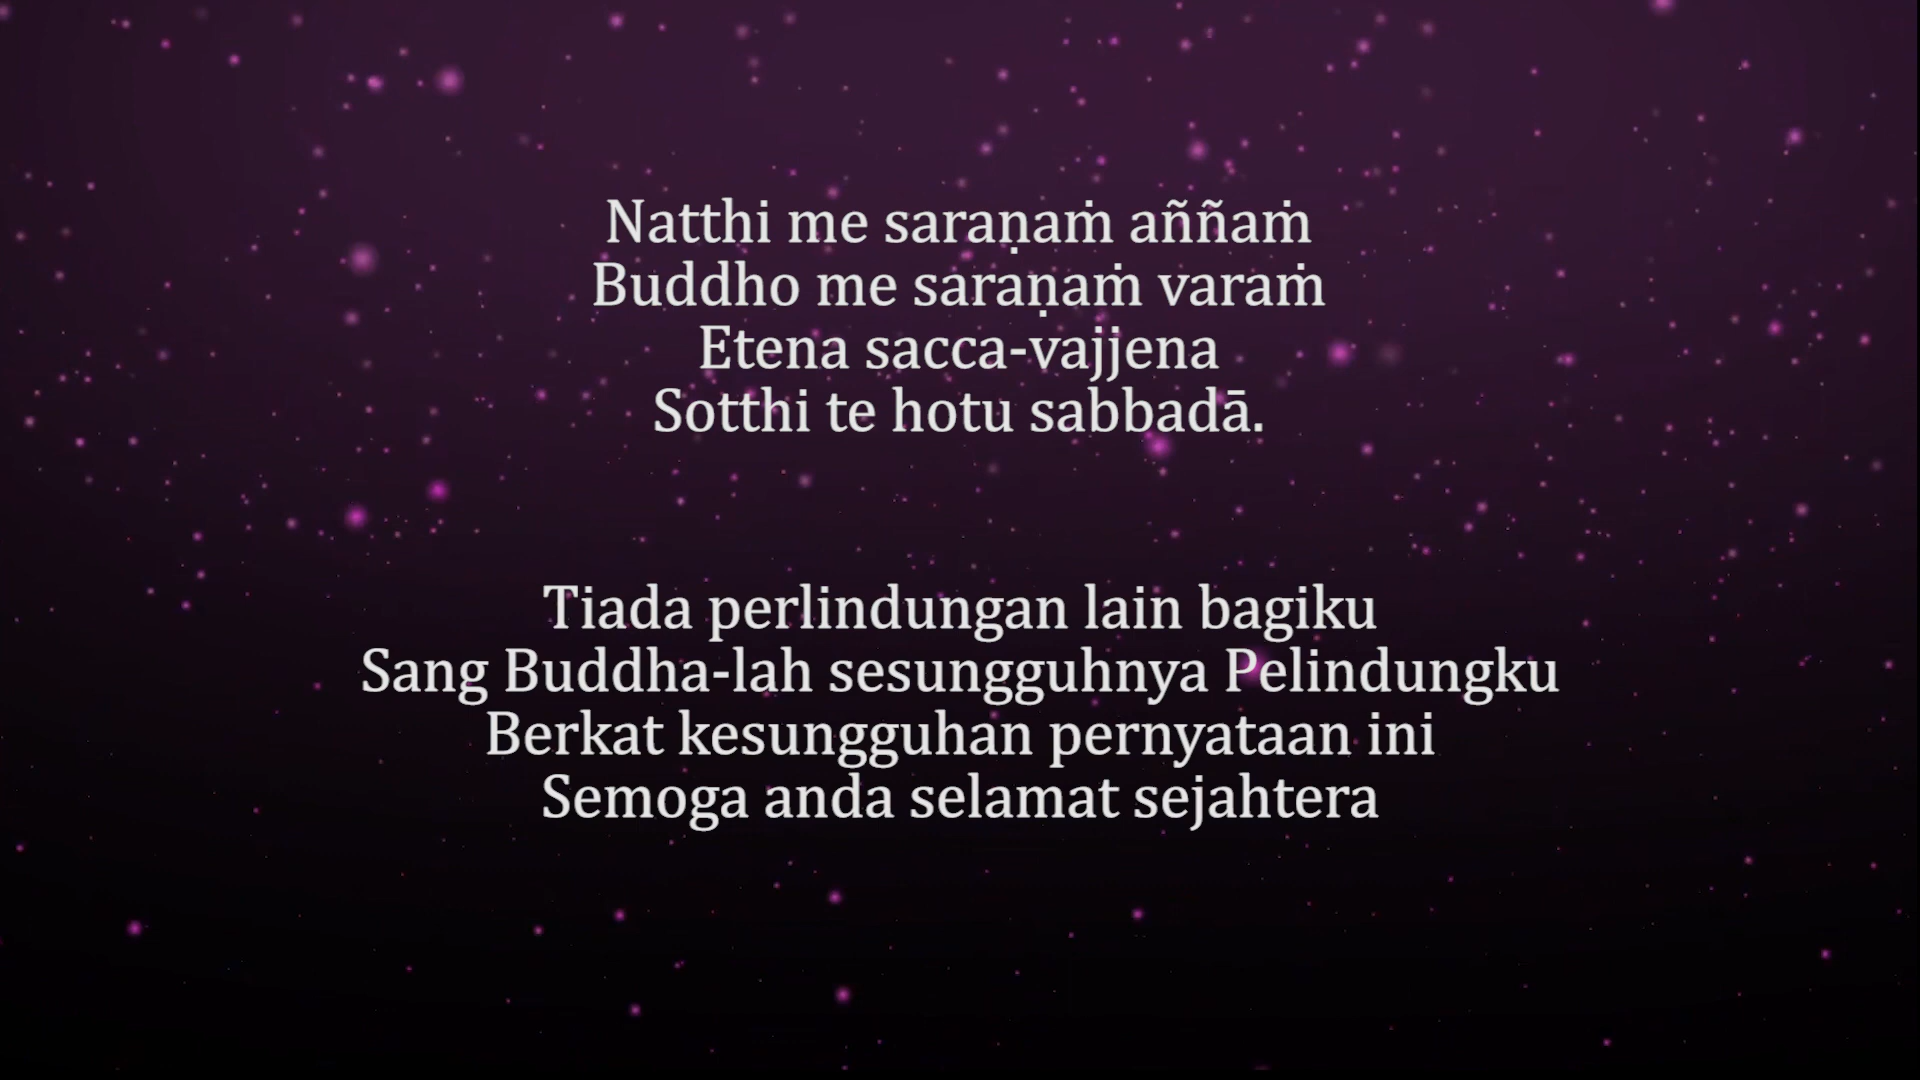 Natthi me saraṇaṁ aññaṁ
Buddho me saraṇaṁ varaṁ
Etena sacca-vajjena
Sotthi te hotu sabbadā.
Tiada perlindungan lain bagiku
Sang Buddha-lah sesungguhnya Pelindungku
Berkat kesungguhan pernyataan ini
Semoga anda selamat sejahtera